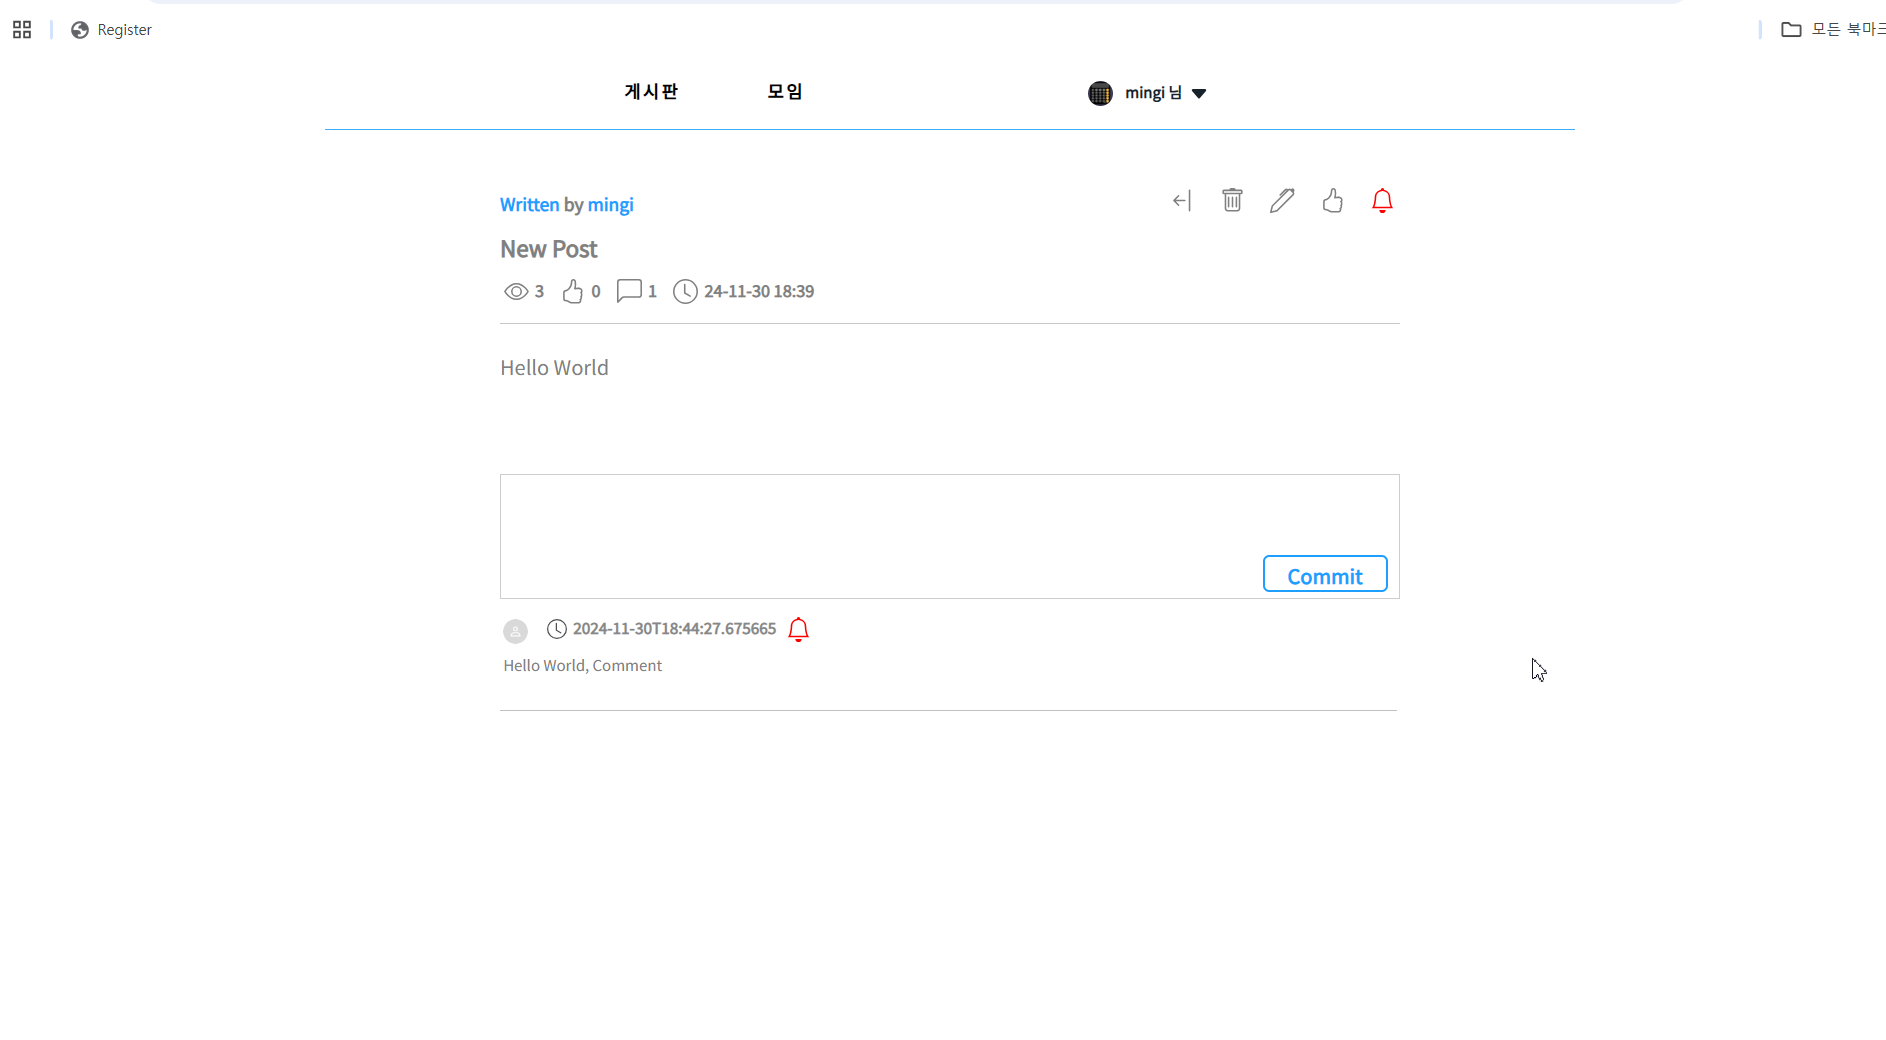 Register
모든 북마크
게시판 모임 mingi 님
Written by mingi
New Post
3 0 1 24-11-30 18:39
Hello World
Commit
2024-11-30T18:44:27.675665
Hello World, Comment